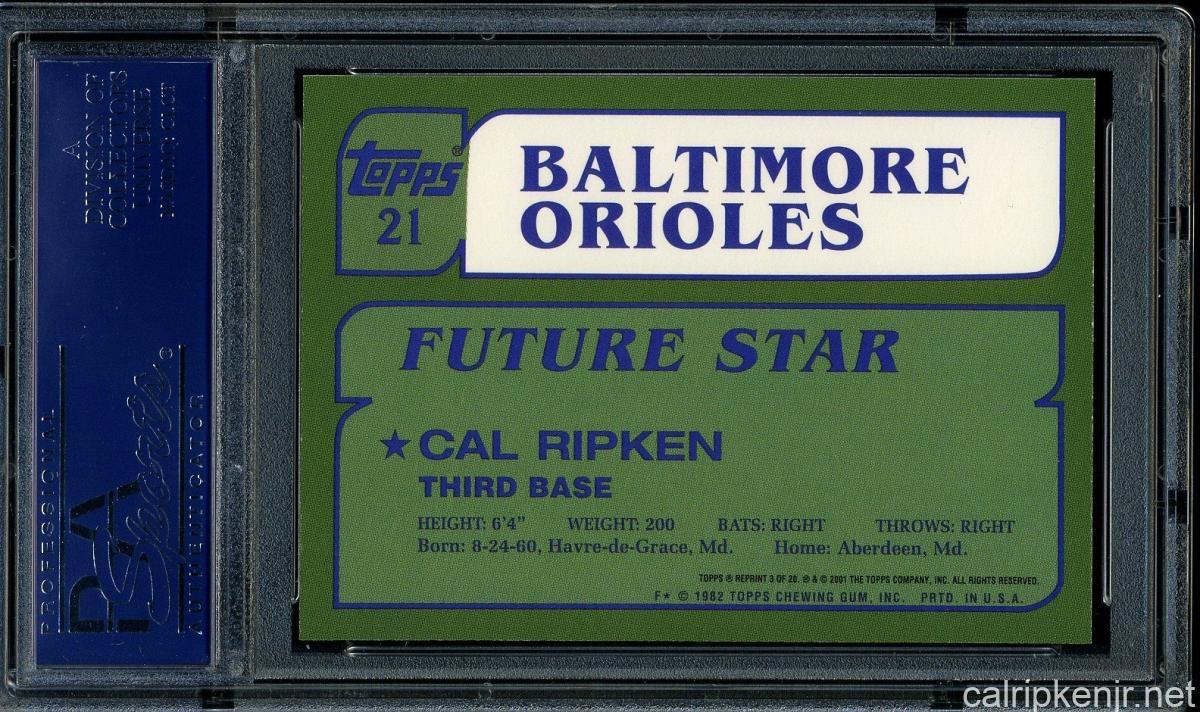 A
DIVISION OF
COLLECTORS
UNIVERSE
NASDAQ: CLCT
PROFESSIONAL
PSA
Sports®
AUTHENTICATOR
TOPPS®
21
BALTIMORE
ORIOLES
FUTURE STAR
★ CAL RIPKEN
THIRD BASE
HEIGHT: 6'4" WEIGHT: 200 BATS: RIGHT THROWS: RIGHT
Born: 8-24-60, Havre-de-Grace, Md. Home: Aberdeen, Md.
TOPPS ® REPRINT 3 OF 20. ® & © 2001 THE TOPPS COMPANY, INC. ALL RIGHTS RESERVED.
F★ © 1982 TOPPS CHEWING GUM, INC. PRTD. IN U.S.A.
calripkenjr.net